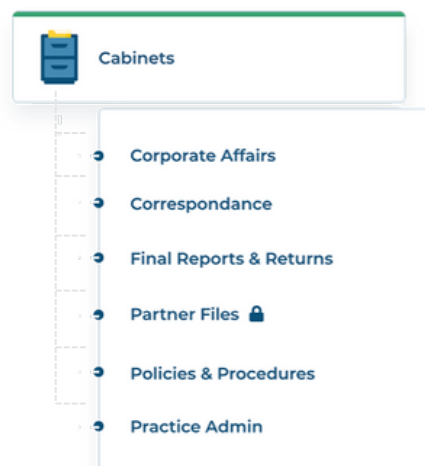 Cabinets
Corporate Affairs
Correspondance
Final Reports & Returns
Partner Files
Policies & Procedures
Practice Admin